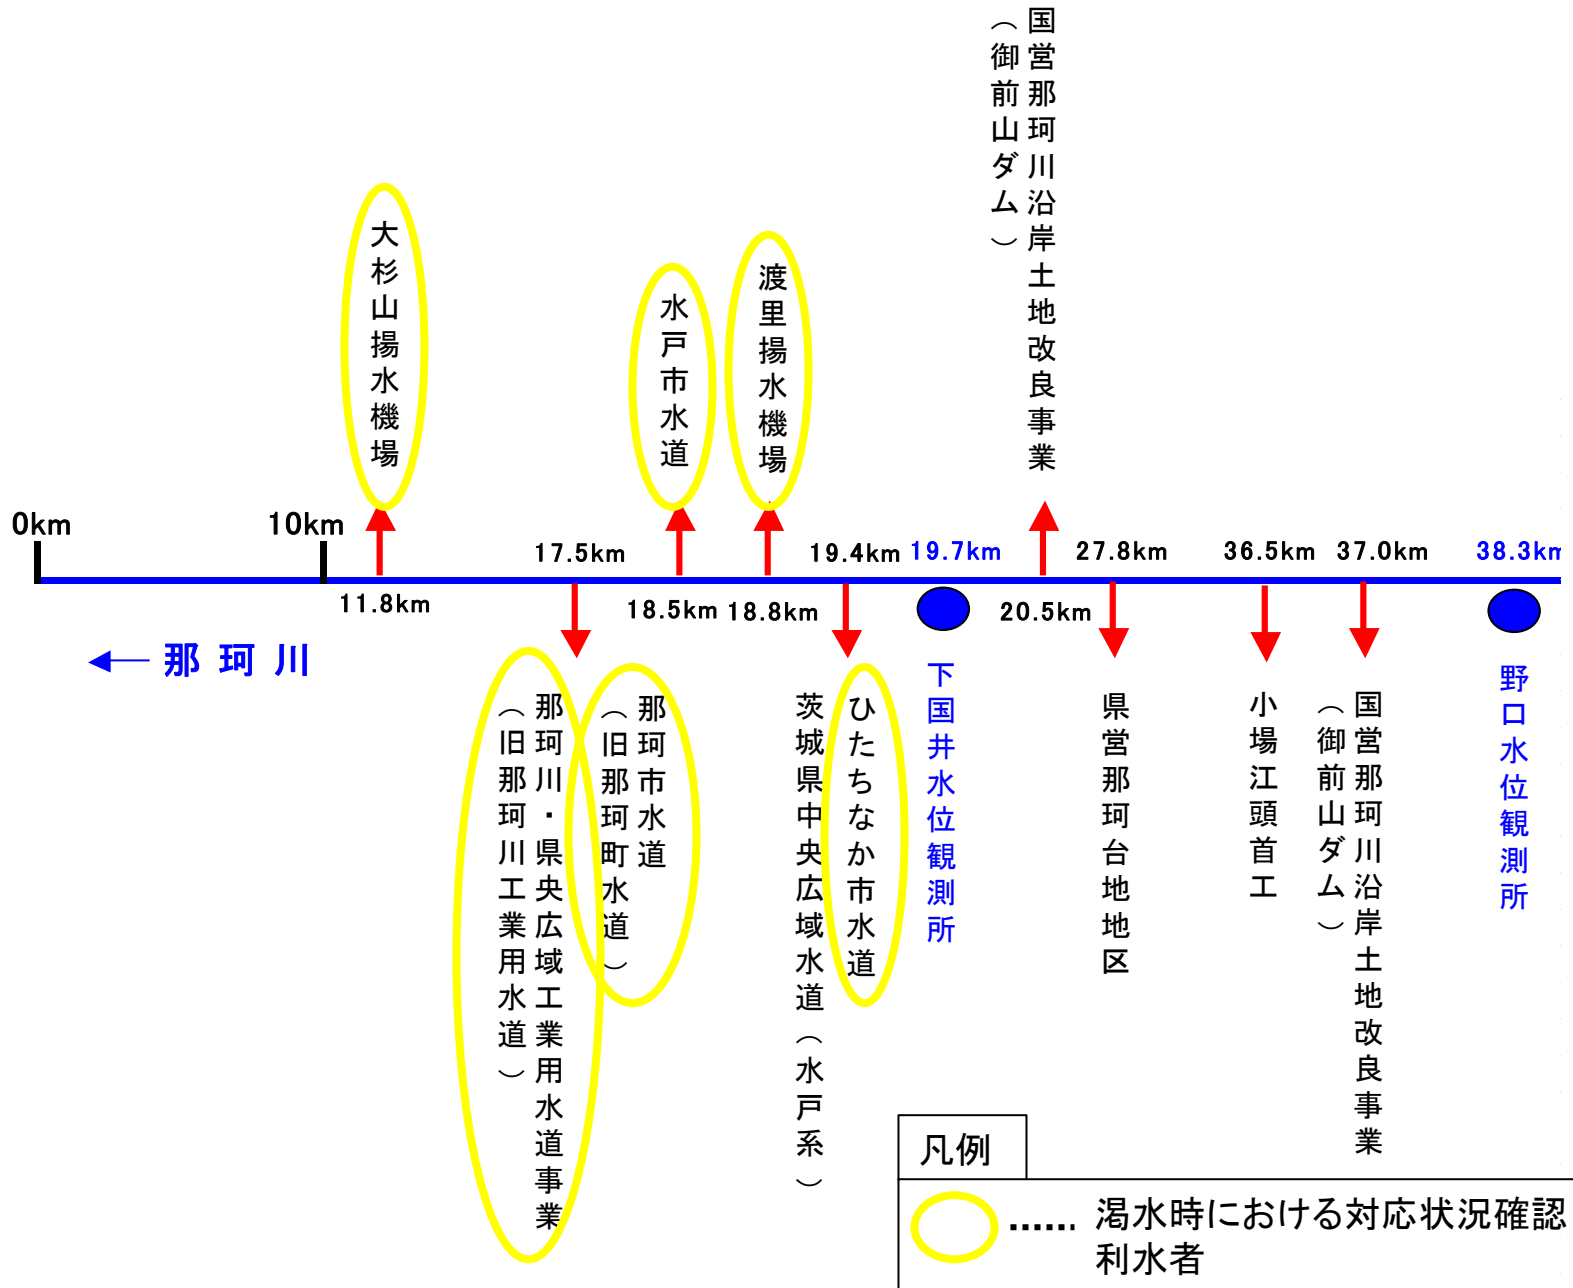 国営那珂川沿岸土地改良事業
（御前山ダム）
大杉山揚水機場
水戸市水道
渡里揚水機場
0km
10km
17.5km
19.4km
19.7km
27.8km
36.5km
37.0km
38.3km
11.8km
18.5km
18.8km
20.5km
← 那珂川
那珂川・県央広域工業用水道事業
（旧那珂川工業用水道）
那珂市水道
（旧那珂町水道）
茨城県中央広域水道（水戸系）
ひたちなか市水道
下国井水位観測所
県営那珂台地地区
小場江頭首工
国営那珂川沿岸土地改良事業
（御前山ダム）
野口水位観測所
凡例
…… 渇水時における対応状況確認
利水者